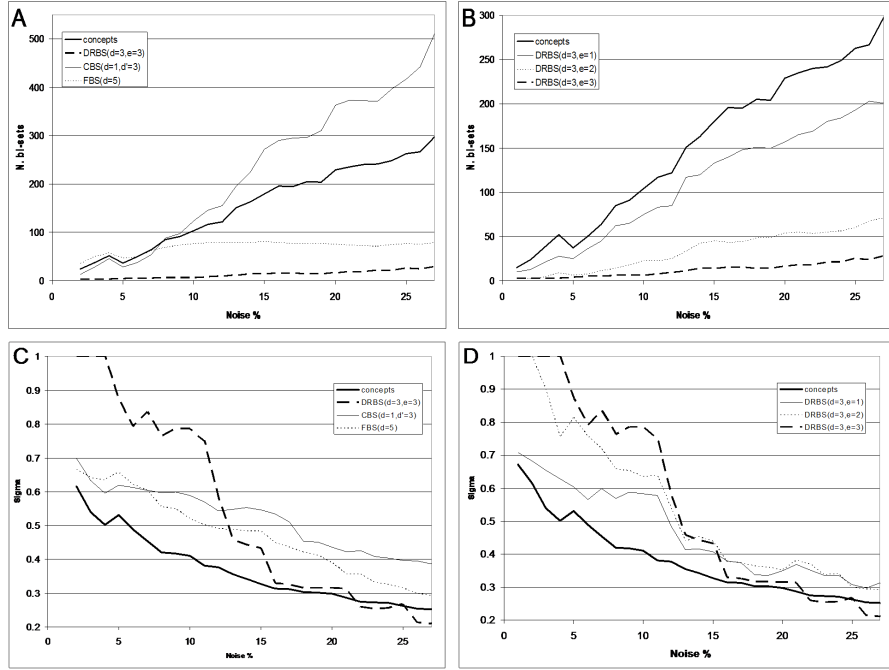 A
500
400
300
200
100
0
N. bi-sets
concepts
DRBS(d=3,e=3)
CBS(d=1,d'=3)
FBS(d=5)
0
5
10
15
20
25
Noise %
B
300
250
200
150
100
50
0
N. bi-sets
concepts
DRBS(d=3,e=1)
DRBS(d=3,e=2)
DRBS(d=3,e=3)
0
5
10
15
20
25
Noise %
C
1
0.9
0.8
0.7
0.6
0.5
0.4
0.3
0.2
Sigma
concepts
DRBS(d=3,e=3)
CBS(d=1,d'=3)
FBS(d=5)
0
5
10
15
20
25
Noise %
D
1
0.9
0.8
0.7
0.6
0.5
0.4
0.3
0.2
Sigma
concepts
DRBS(d=3,e=1)
DRBS(d=3,e=2)
DRBS(d=3,e=3)
0
5
10
15
20
25
Noise %